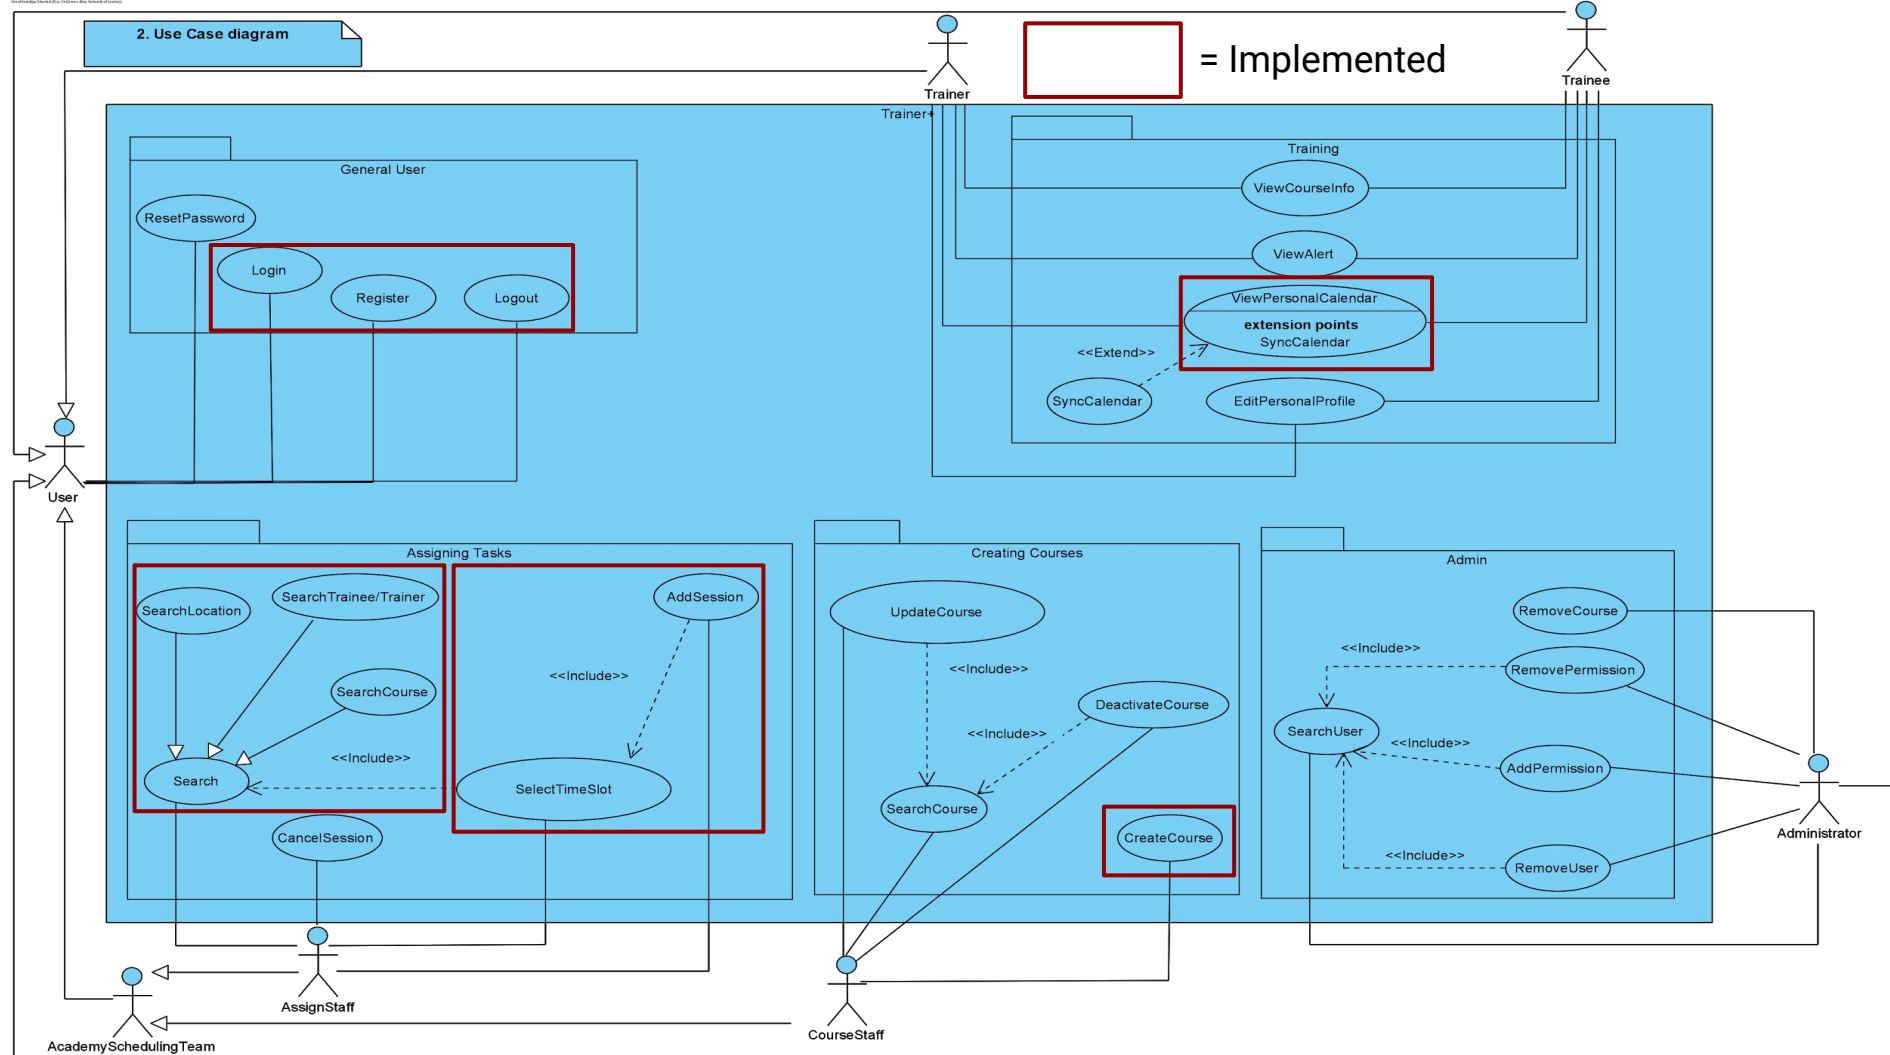 2. Use Case diagram
= Implemented
Trainer
Trainee
Trainer+
General User
ResetPassword
Login
Register
Logout
Training
ViewCourseInfo
ViewAlert
ViewPersonalCalendar
extension points
SyncCalendar
<<Extend>>
SyncCalendar
EditPersonalProfile
User
Assigning Tasks
SearchLocation
SearchTrainee/Trainer
AddSession
<<Include>>
SearchCourse
<<Include>>
Search
SelectTimeSlot
CancelSession
Creating Courses
UpdateCourse
<<Include>>
DeactivateCourse
<<Include>>
SearchCourse
CreateCourse
Admin
RemoveCourse
<<Include>>
RemovePermission
SearchUser
<<Include>>
AddPermission
<<Include>>
RemoveUser
Administrator
AssignStaff
CourseStaff
AcademySchedulingTeam